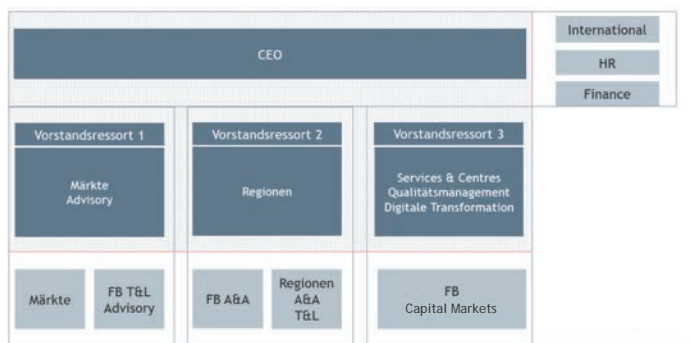 CEO
International
HR
Finance
Vorstandsressort 1
Märkte
Advisory
Vorstandsressort 2
Regionen
Vorstandsressort 3
Services & Centres
Qualitätsmanagement
Digitale Transformation
Märkte
FB T&L
Advisory
FB A&A
Regionen
A&A
T&L
FB
Capital Markets